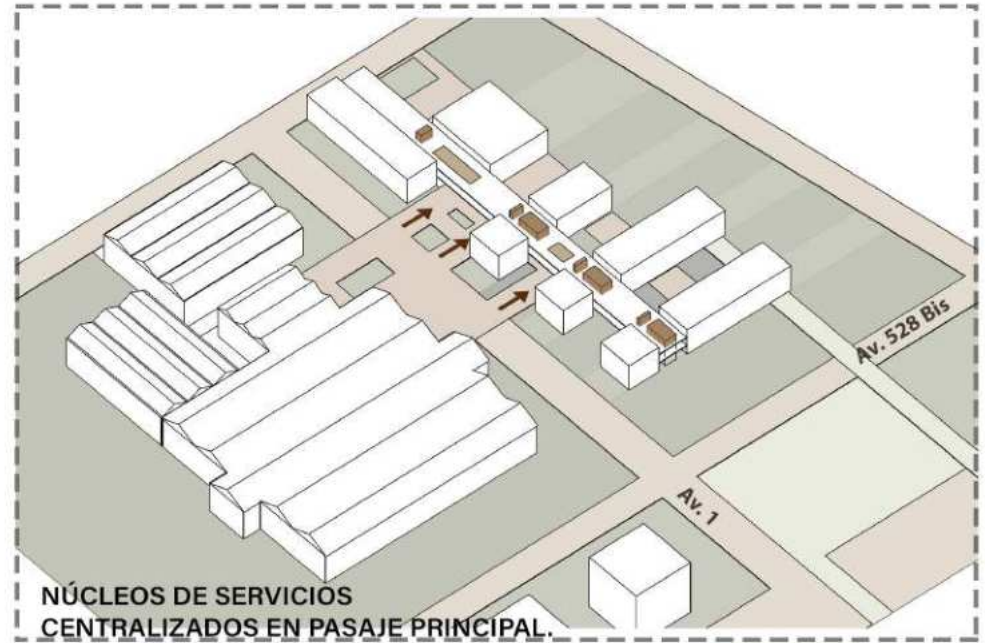 Av. 528 Bis
Av. 1
NÚCLEOS DE SERVICIOS
CENTRALIZADOS EN PASAJE PRINCIPAL.